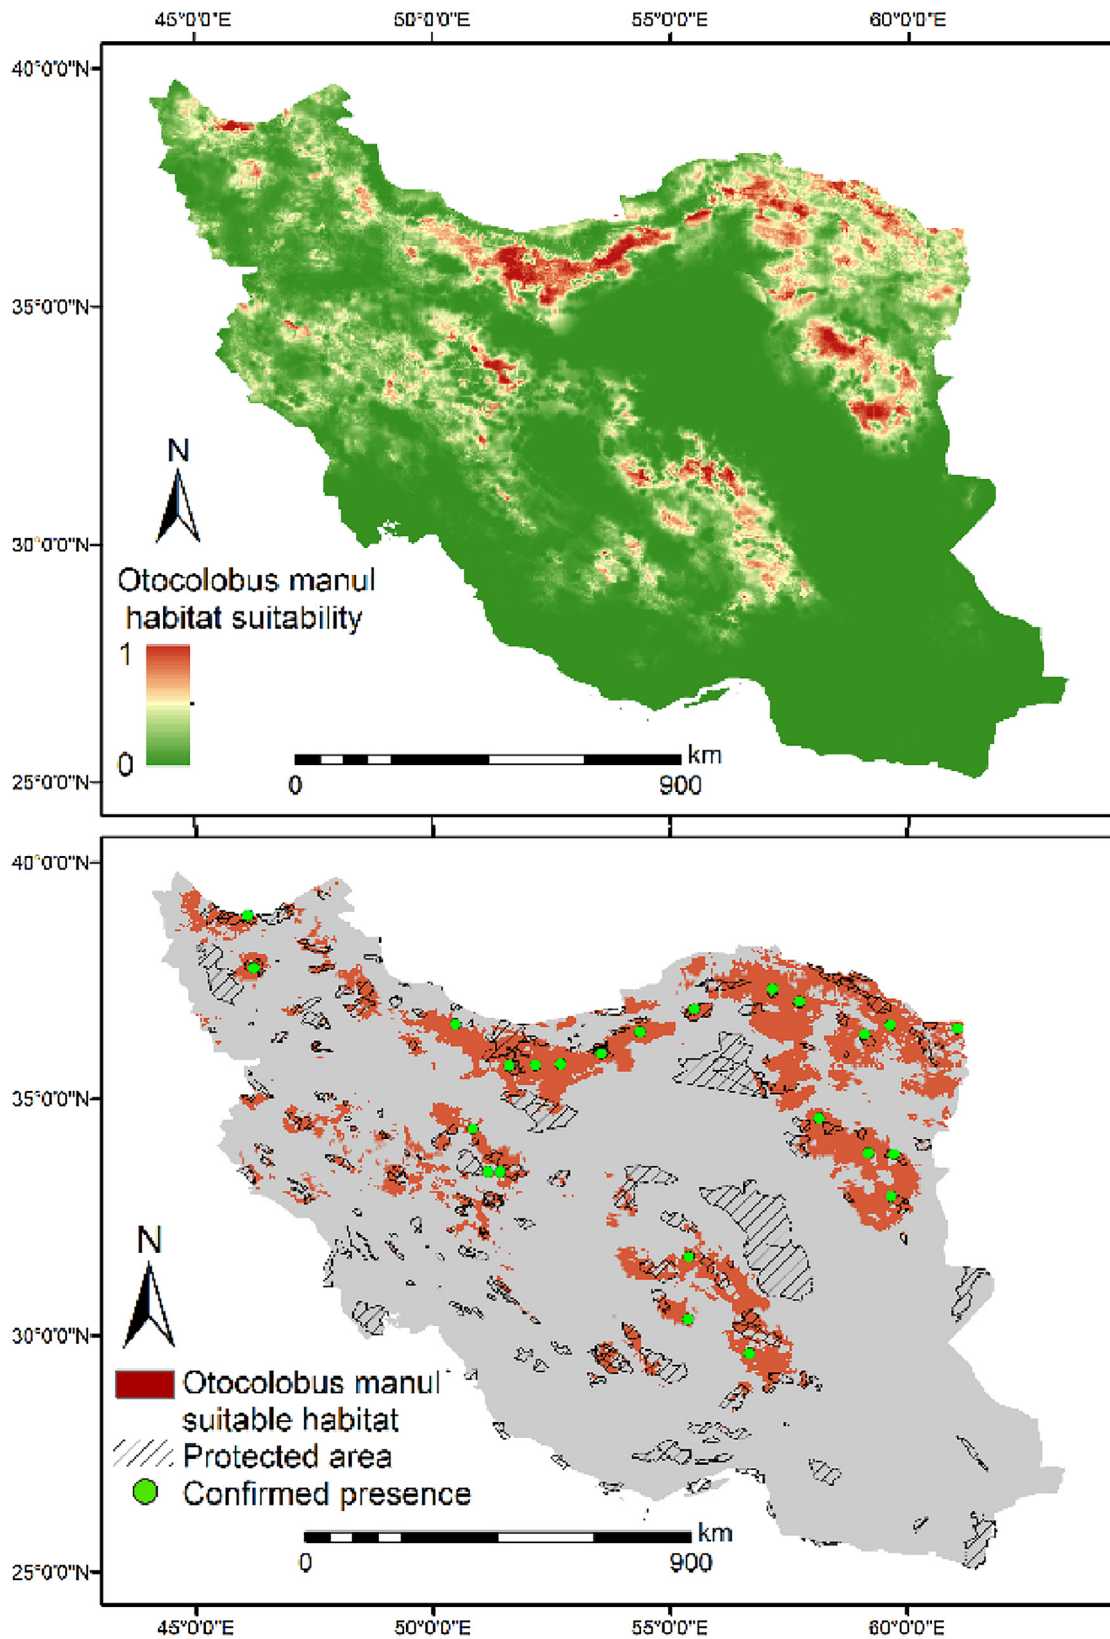 45°0'0"E 50°0'0"E 55°0'0"E 60°0'0"E
40°0'0"N
35°0'0"N
N
30°0'0"N
Otocolobus manul
habitat suitability
1
0
km
0 900
25°0'0"N
40°0'0"N
35°0'0"N
N
30°0'0"N
Otocolobus manul
suitable habitat
Protected area
Confirmed presence
km
0 900
25°0'0"N
45°0'0"E 50°0'0"E 55°0'0"E 60°0'0"E